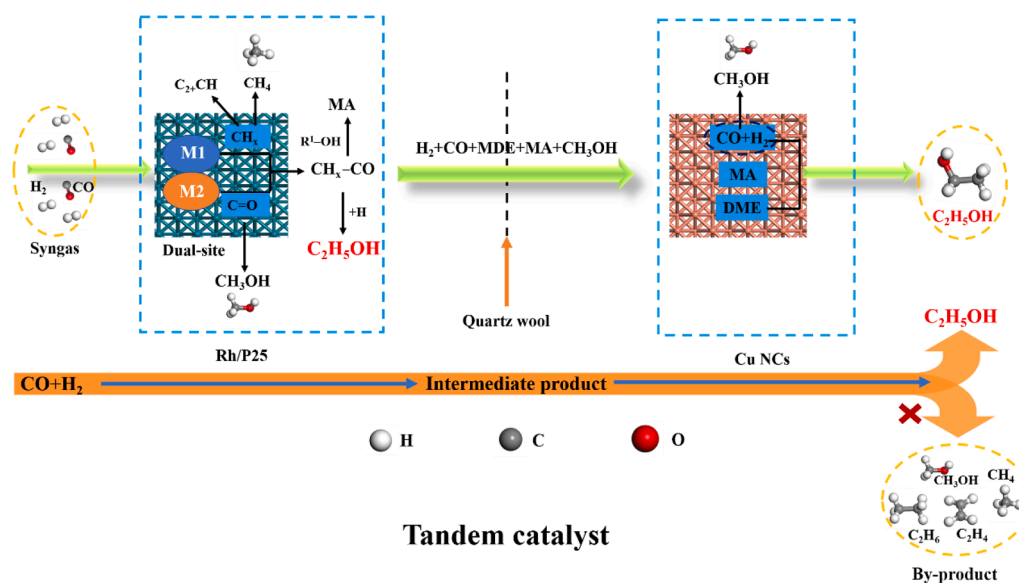 H₂
CO
Syngas
C₂₊CH
CH₄
CHₓ
M1
M2
C=O
Dual-site
CH₃OH
MA
R¹–OH
CHₓ–CO
+H
C₂H₅OH
Rh/P25
H₂+CO+MDE+MA+CH₃OH
Quartz wool
CH₃OH
CO+H₂
MA
DME
Cu NCs
C₂H₅OH
C₂H₅OH
CO+H₂
Intermediate product
H
C
O
CH₃OH
CH₄
C₂H₆
C₂H₄
By-product
Tandem catalyst